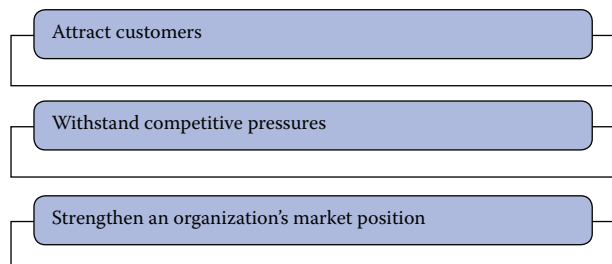 Attract customers
Withstand competitive pressures
Strengthen an organization’s market position